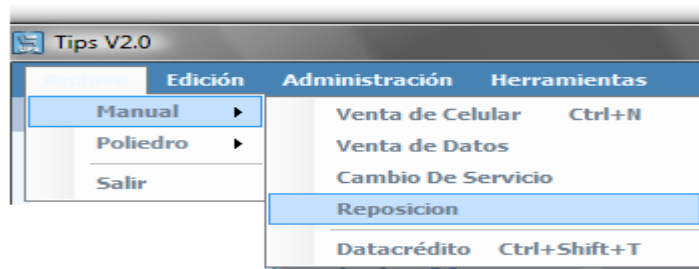 Tips V2.0
Archivo Edición Administración Herramientas
Manual
Poliedro
Salir
Venta de Celular Ctrl+N
Venta de Datos
Cambio De Servicio
Reposicion
Datacrédito Ctrl+Shift+T